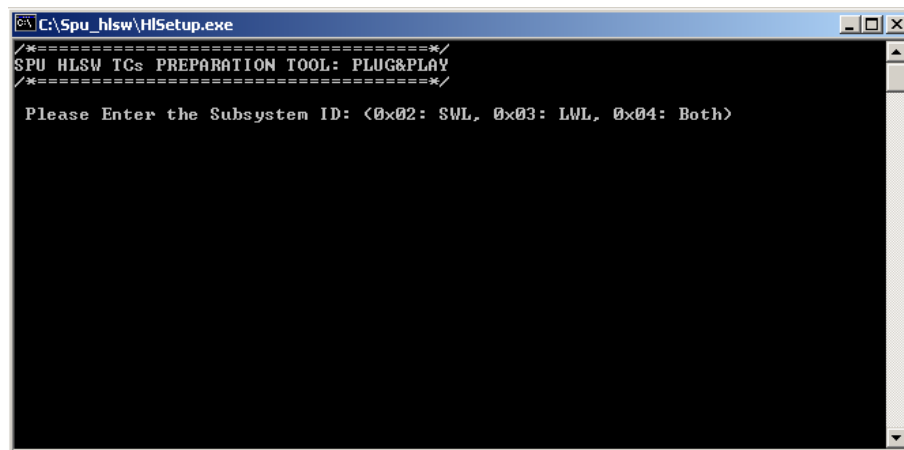 C:\Spu_hlsw\HlSetup.exe
/*====================================*/
SPU HLSW TCs PREPARATION TOOL: PLUG&PLAY
/*====================================*/
Please Enter the Subsystem ID: (0x02: SWL, 0x03: LWL, 0x04: Both)